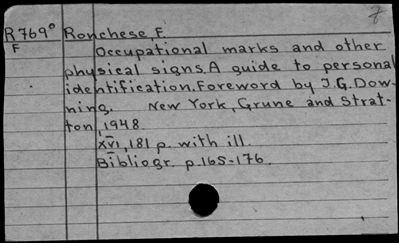 7
R769° Ronchese, F.
F
Occupational marks and other
physical signs. A guide to personal
identification. Foreword by J.G. Dow-
ning. New York, Grune and Strat-
ton, 1948.
XVI, 181 p. with ill.
Bibliogr. p. 165-176.